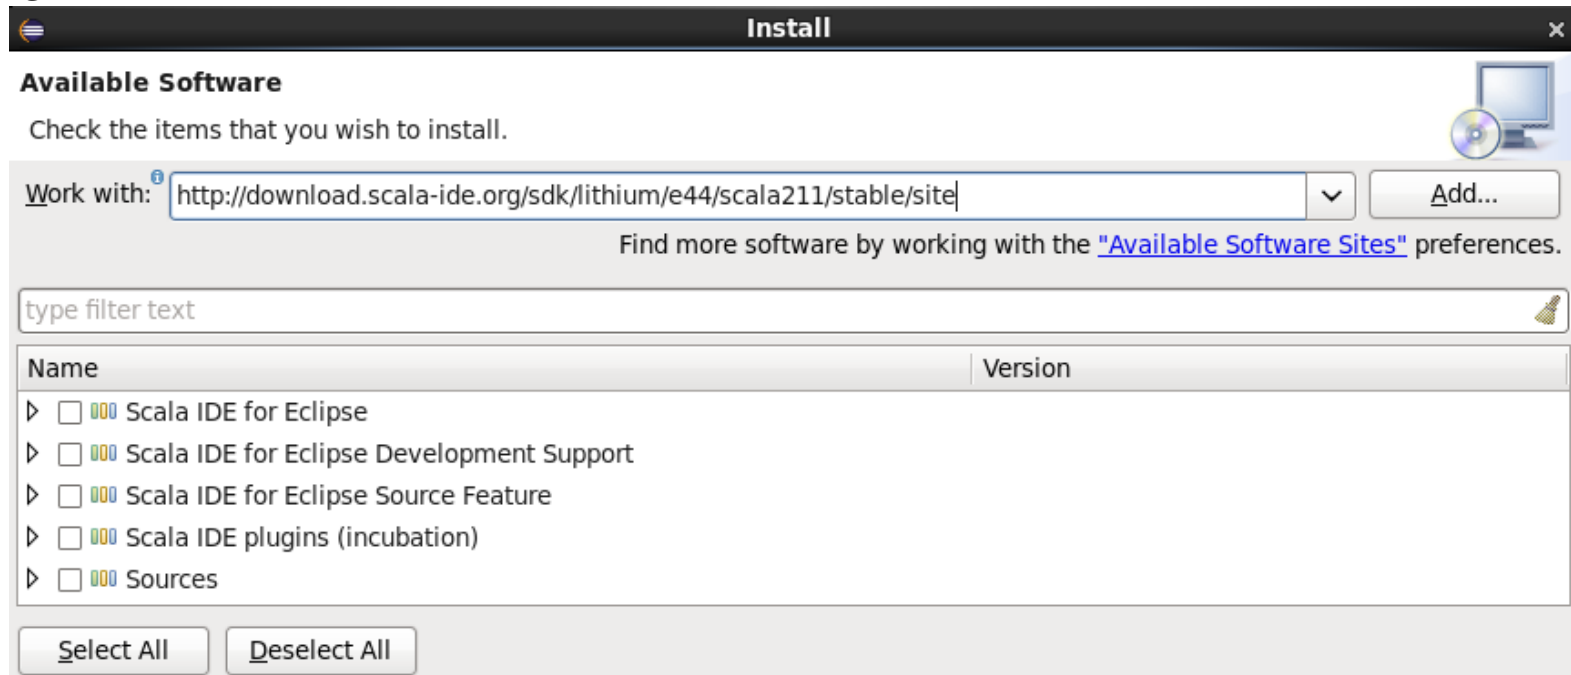 Install
Available Software
Check the items that you wish to install.
Work with: http://download.scala-ide.org/sdk/lithium/e44/scala211/stable/site Add...
Find more software by working with the "Available Software Sites" preferences.
type filter text
Name Version
Scala IDE for Eclipse
Scala IDE for Eclipse Development Support
Scala IDE for Eclipse Source Feature
Scala IDE plugins (incubation)
Sources
Select All Deselect All